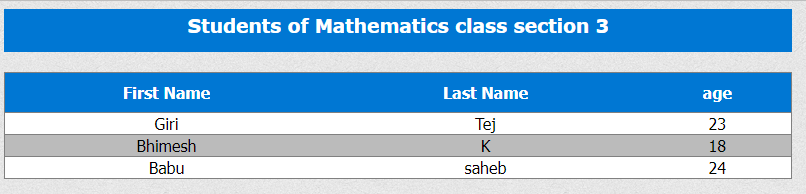 Students of Mathematics class section 3
First Name Last Name age
Giri Tej 23
Bhimesh K 18
Babu saheb 24